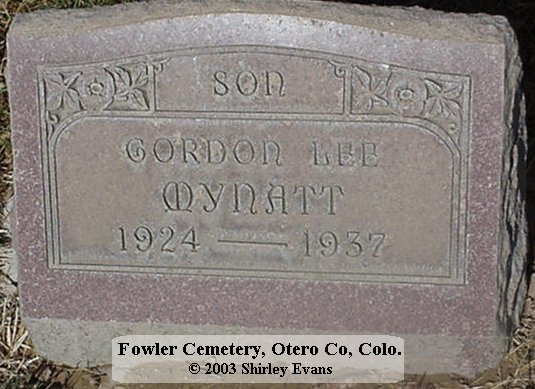 SON
GORDON LEE
MYNATT
1924 — 1937
Fowler Cemetery, Otero Co, Colo.
© 2003 Shirley Evans